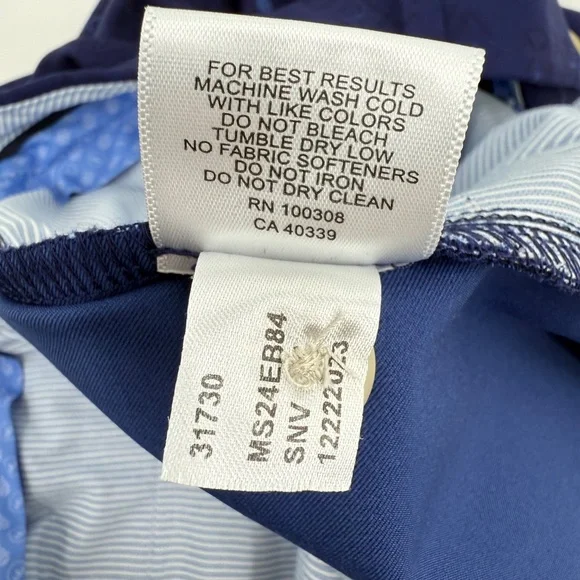 FOR BEST RESULTS
MACHINE WASH COLD
WITH LIKE COLORS
DO NOT BLEACH
TUMBLE DRY LOW
NO FABRIC SOFTENERS
DO NOT IRON
DO NOT DRY CLEAN
RN 100308
CA 40339
31730
MS24EB84
SNV
12222023